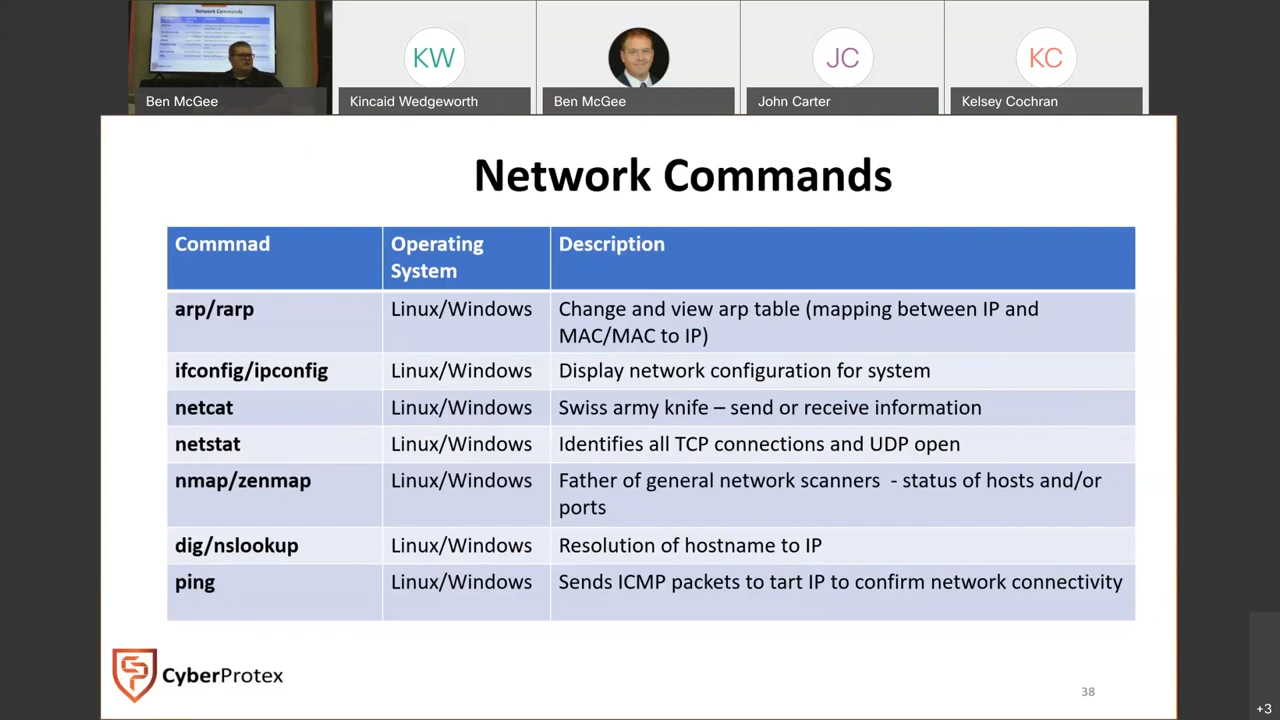 Network Commands
Ben McGee
KW
Kincaid Wedgeworth
Ben McGee
JC
John Carter
KC
Kelsey Cochran
Network Commands
Commnad
Operating
System
Description
arp/rarp
Linux/Windows
Change and view arp table (mapping between IP and
MAC/MAC to IP)
ifconfig/ipconfig
Linux/Windows
Display network configuration for system
netcat
Linux/Windows
Swiss army knife – send or receive information
netstat
Linux/Windows
Identifies all TCP connections and UDP open
nmap/zenmap
Linux/Windows
Father of general network scanners - status of hosts and/or
ports
dig/nslookup
Linux/Windows
Resolution of hostname to IP
ping
Linux/Windows
Sends ICMP packets to tart IP to confirm network connectivity
CyberProtex
38
+3